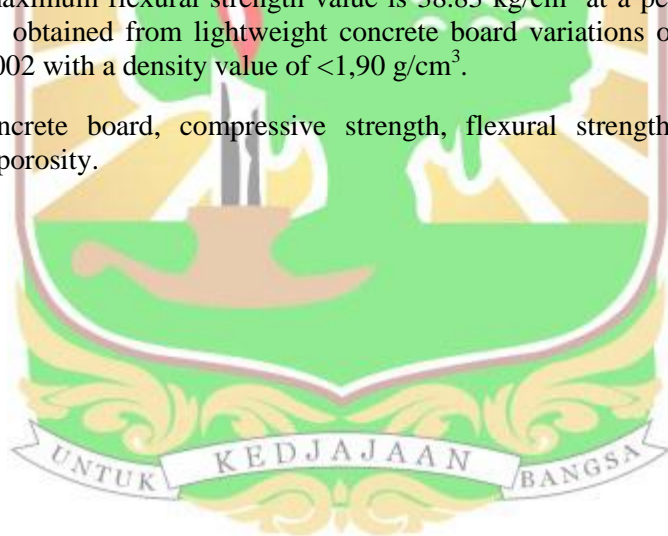 maximum flexural strength value is 38.83 kg/cm² at a pe
obtained from lightweight concrete board variations o
002 with a density value of <1,90 g/cm³.
ncrete board, compressive strength, flexural strength
porosity.
UNTUK KEDJAJAAN BANGSA